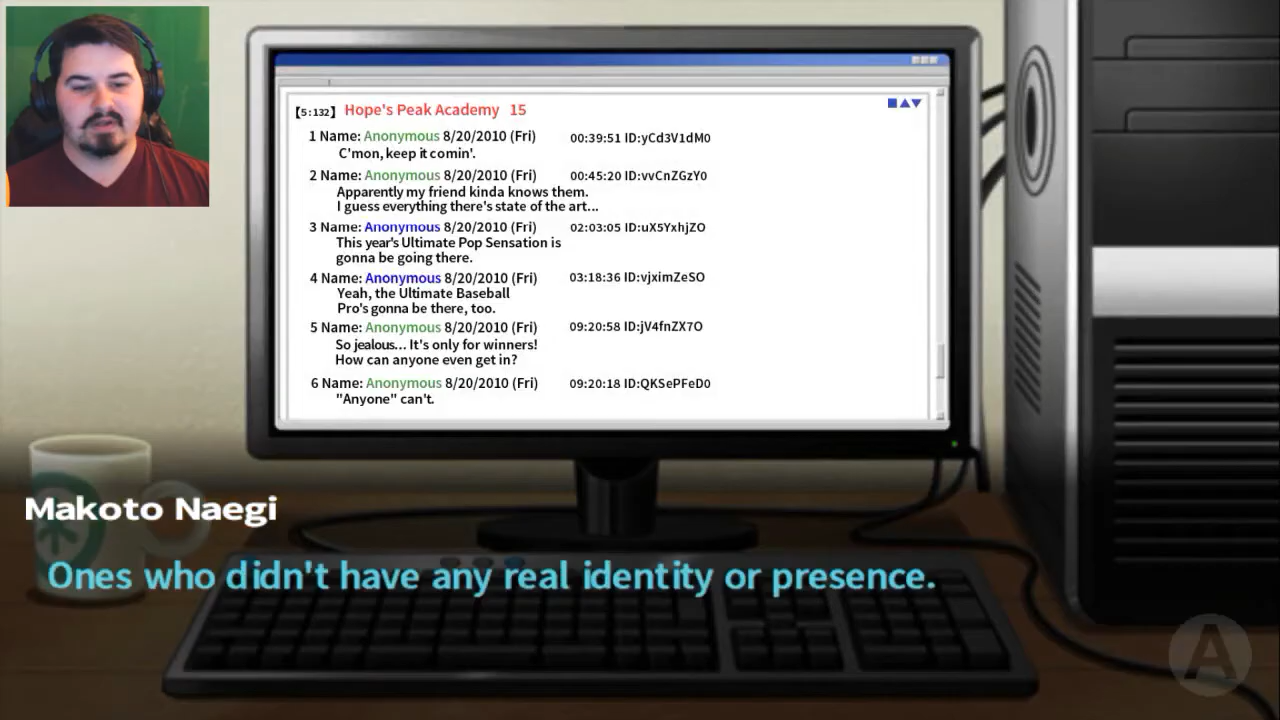 【5:132】 Hope's Peak Academy 15
1 Name: Anonymous 8/20/2010 (Fri) 00:39:51 ID:yCd3V1dM0
C'mon, keep it comin'.
2 Name: Anonymous 8/20/2010 (Fri) 00:45:20 ID:vvCnZGzY0
Apparently my friend kinda knows them.
I guess everything there's state of the art...
3 Name: Anonymous 8/20/2010 (Fri) 02:03:05 ID:uX5YxhjZO
This year's Ultimate Pop Sensation is
gonna be going there.
4 Name: Anonymous 8/20/2010 (Fri) 03:18:36 ID:vjximZeSO
Yeah, the Ultimate Baseball
Pro's gonna be there, too.
5 Name: Anonymous 8/20/2010 (Fri) 09:20:58 ID:jV4fnZX7O
So jealous... It's only for winners!
How can anyone even get in?
6 Name: Anonymous 8/20/2010 (Fri) 09:20:18 ID:QKSePFeD0
"Anyone" can't.
Makoto Naegi
Ones who didn't have any real identity or presence.
A